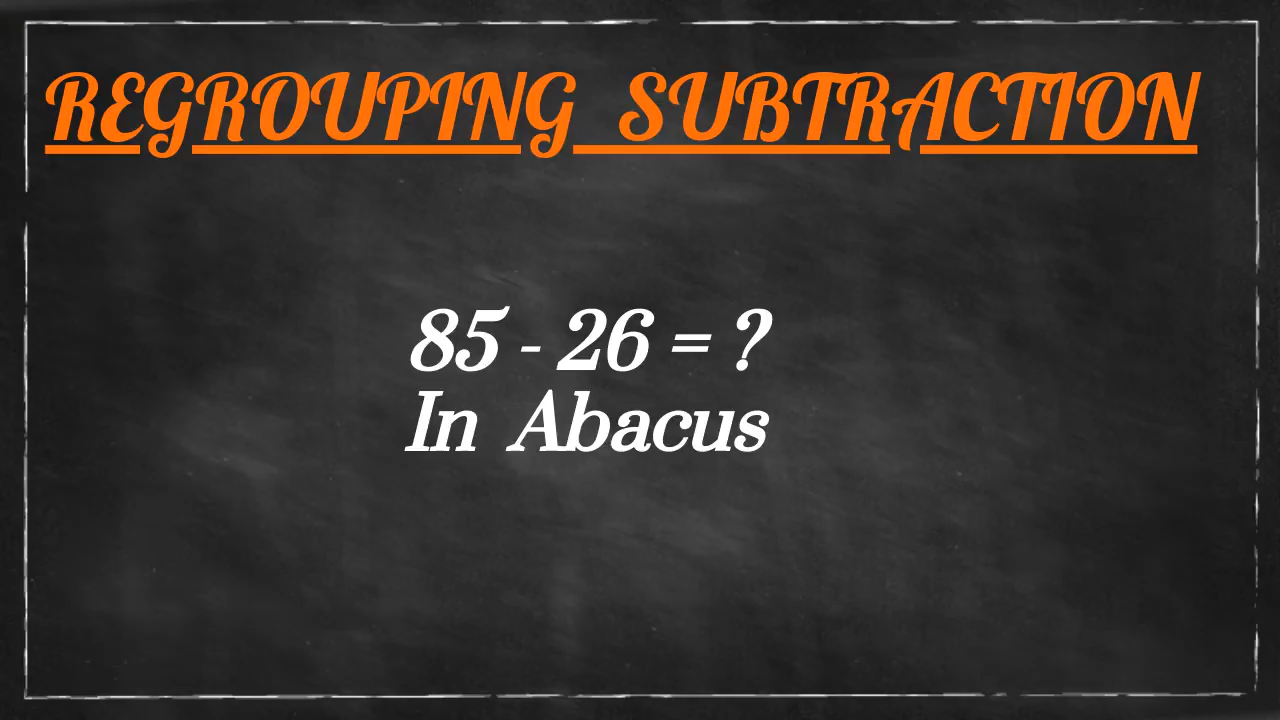 REGROUPING SUBTRACTION
85 - 26 = ?
In Abacus